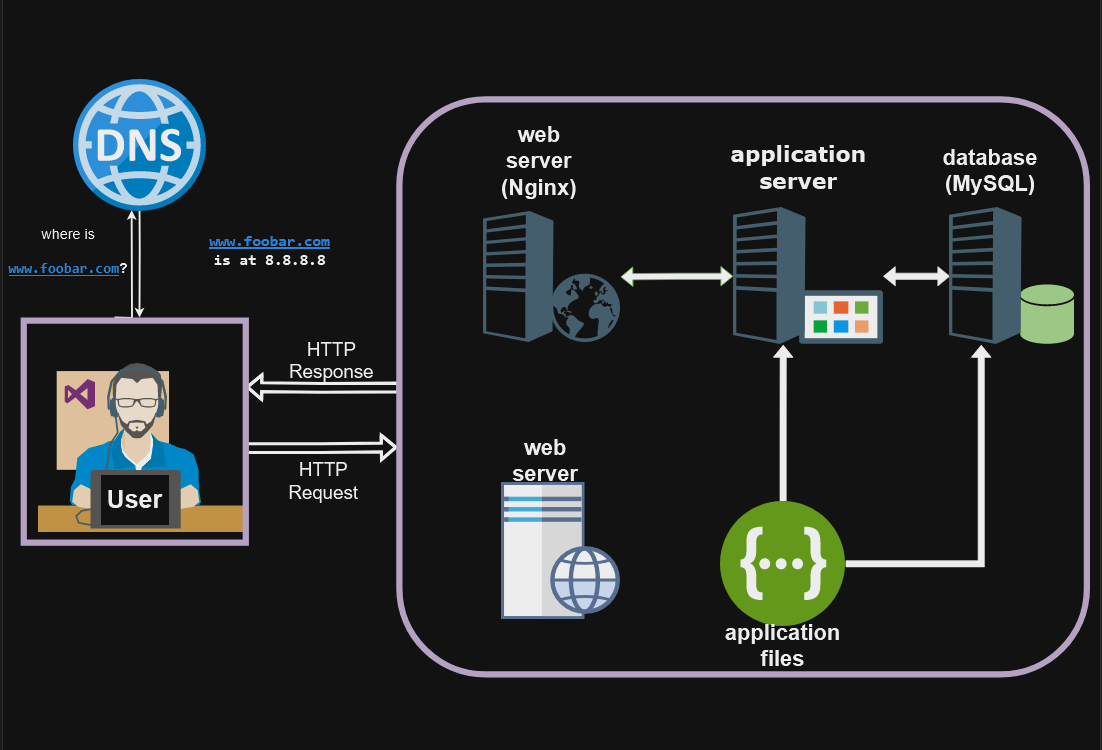 DNS
where is
www.foobar.com?
www.foobar.com
is at 8.8.8.8
User
HTTP
Response
HTTP
Request
web
server
(Nginx)
application
server
database
(MySQL)
web
server
{...}
application
files